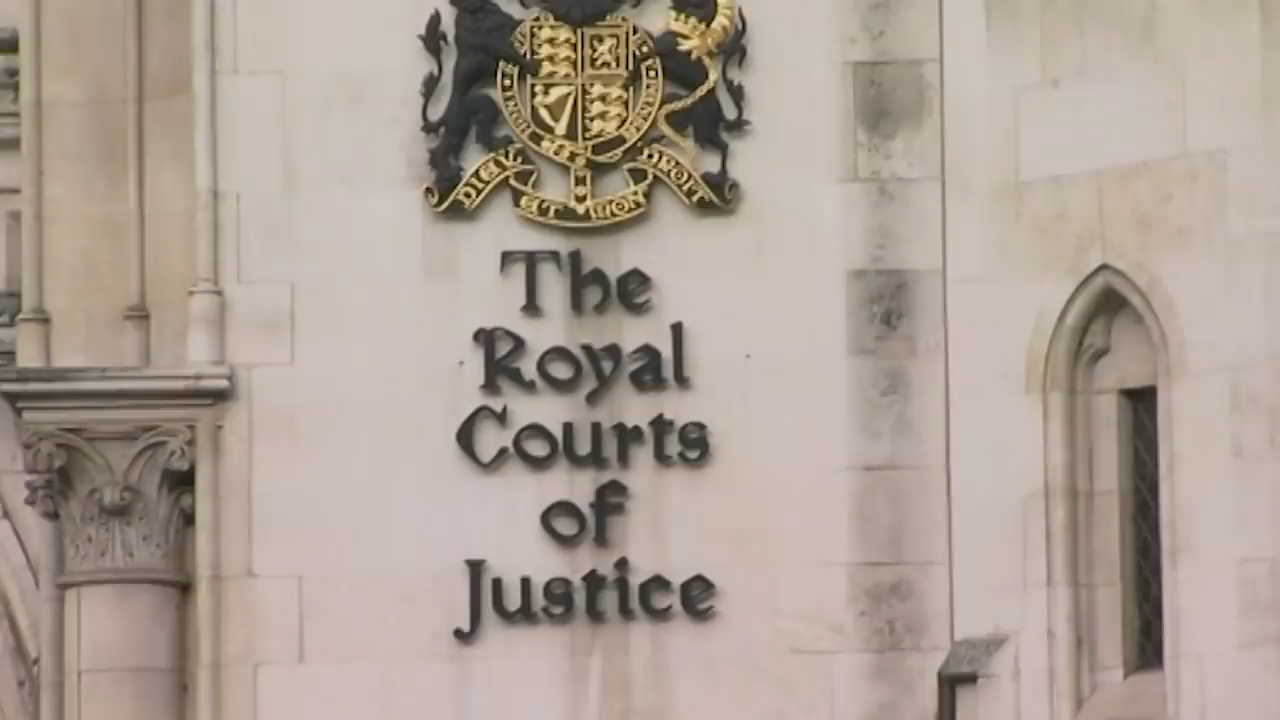 DIEU ET MON DROIT
The
Royal
Courts
of
Justice